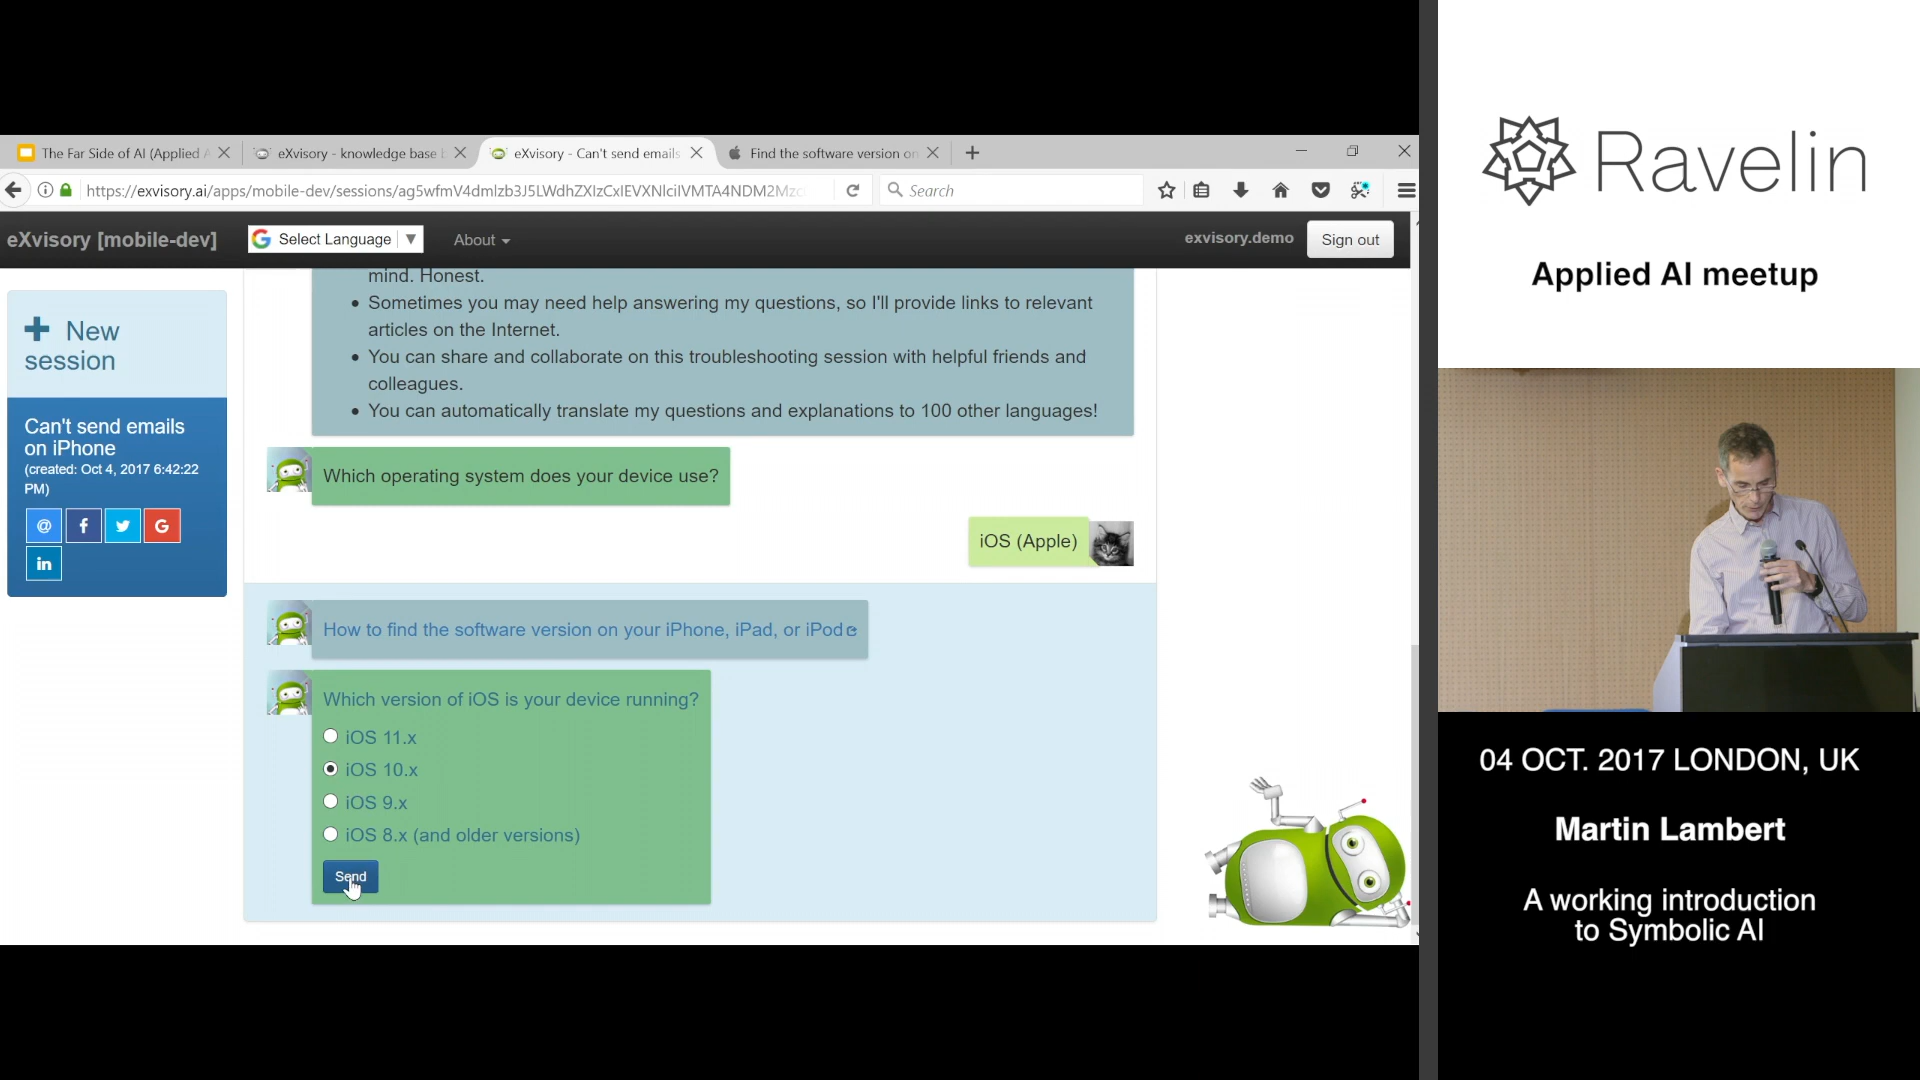 The Far Side of AI (Applied
eXvisory - knowledge base
eXvisory - Can't send emails
Find the software version on
https://exvisory.ai/apps/mobile-dev/sessions/
Search
eXvisory [mobile-dev]
Select Language
About
exvisory.demo
Sign out
New
session
Can't send emails
on iPhone
(created: Oct 4, 2017 6:42:22
PM)
mind. Honest.
Sometimes you may need help answering my questions, so I'll provide links to relevant
articles on the Internet.
You can share and collaborate on this troubleshooting session with helpful friends and
colleagues.
You can automatically translate my questions and explanations to 100 other languages!
Which operating system does your device use?
iOS (Apple)
How to find the software version on your iPhone, iPad, or iPod
Which version of iOS is your device running?
iOS 11.x
iOS 10.x
iOS 9.x
iOS 8.x (and older versions)
Send
Ravelin
Applied AI meetup
04 OCT. 2017 LONDON, UK
Martin Lambert
A working introduction
to Symbolic AI